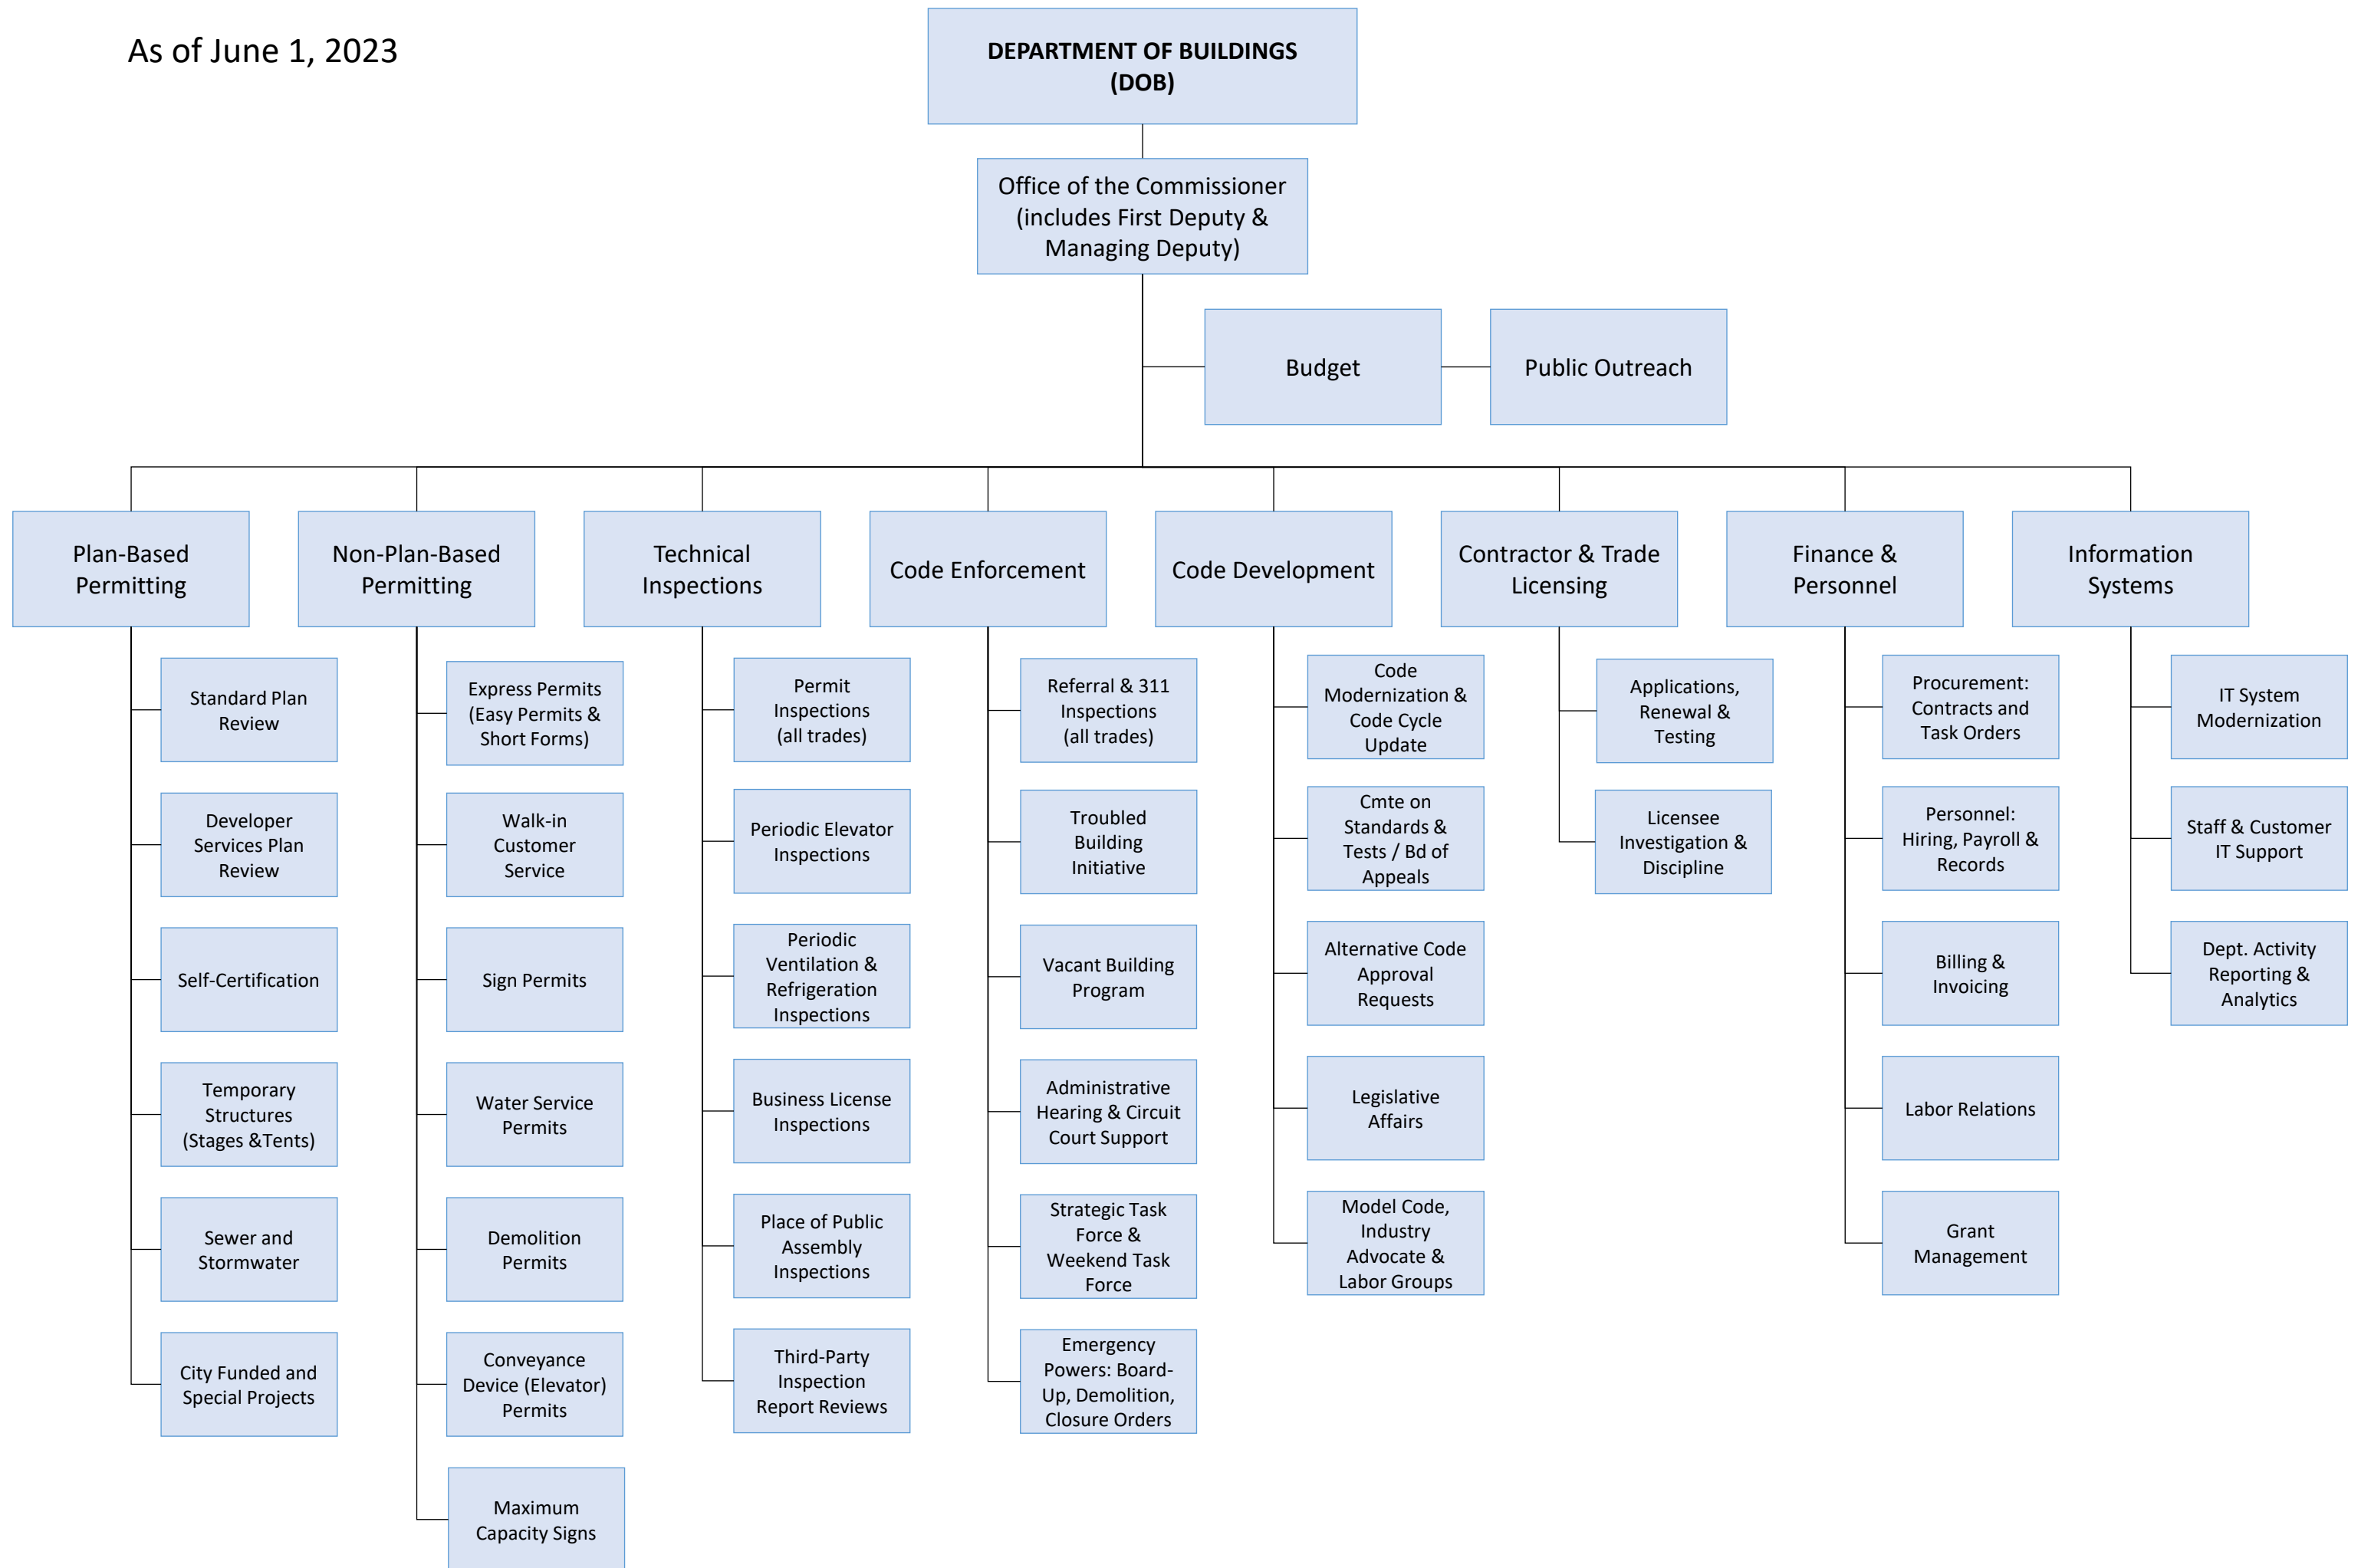 As of June 1, 2023
DEPARTMENT OF BUILDINGS
(DOB)
Office of the Commissioner
(includes First Deputy &
Managing Deputy)
Budget
Public Outreach
Plan-Based
Permitting
Non-Plan-Based
Permitting
Technical
Inspections
Code Enforcement
Code Development
Contractor & Trade
Licensing
Finance &
Personnel
Information
Systems
Standard Plan
Review
Developer
Services Plan
Review
Self-Certification
Temporary
Structures
(Stages &Tents)
Sewer and
Stormwater
City Funded and
Special Projects
Express Permits
(Easy Permits &
Short Forms)
Walk-in
Customer
Service
Sign Permits
Water Service
Permits
Demolition
Permits
Conveyance
Device (Elevator)
Permits
Maximum
Capacity Signs
Permit
Inspections
(all trades)
Periodic Elevator
Inspections
Periodic
Ventilation &
Refrigeration
Inspections
Business License
Inspections
Place of Public
Assembly
Inspections
Third-Party
Inspection
Report Reviews
Referral & 311
Inspections
(all trades)
Troubled
Building
Initiative
Vacant Building
Program
Administrative
Hearing & Circuit
Court Support
Strategic Task
Force &
Weekend Task
Force
Emergency
Powers: Board-
Up, Demolition,
Closure Orders
Code
Modernization &
Code Cycle
Update
Cmte on
Standards &
Tests / Bd of
Appeals
Alternative Code
Approval
Requests
Legislative
Affairs
Model Code,
Industry
Advocate &
Labor Groups
Applications,
Renewal &
Testing
Licensee
Investigation &
Discipline
Procurement:
Contracts and
Task Orders
Personnel:
Hiring, Payroll &
Records
Billing &
Invoicing
Labor Relations
Grant
Management
IT System
Modernization
Staff & Customer
IT Support
Dept. Activity
Reporting &
Analytics